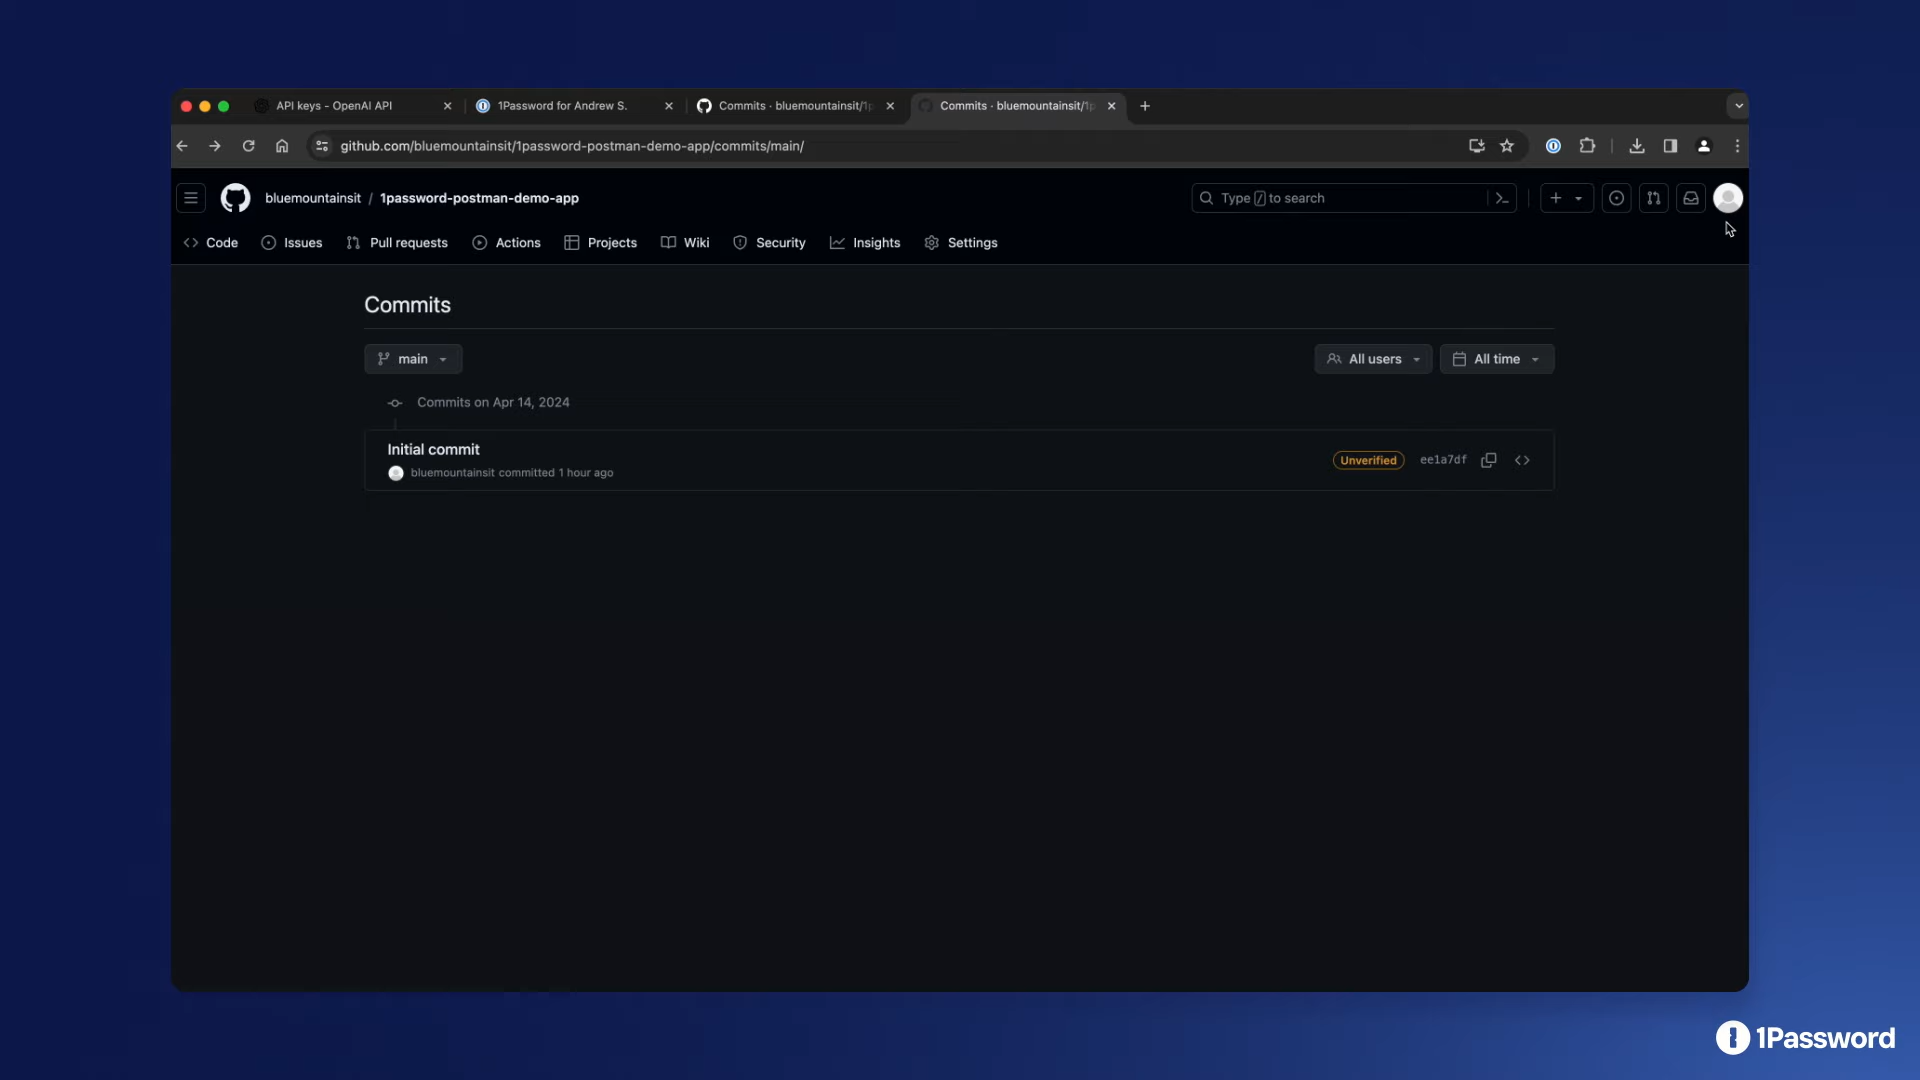 API keys - OpenAI API
1Password for Andrew S.
Commits · bluemountainsit/1p
Commits · bluemountainsit/1p
github.com/bluemountainsit/1password-postman-demo-app/commits/main/
bluemountainsit / 1password-postman-demo-app
Type / to search
Code Issues Pull requests Actions Projects Wiki Security Insights Settings
Commits
main
All users All time
Commits on Apr 14, 2024
Initial commit
Unverified ee1a7df
bluemountainsit committed 1 hour ago
1Password